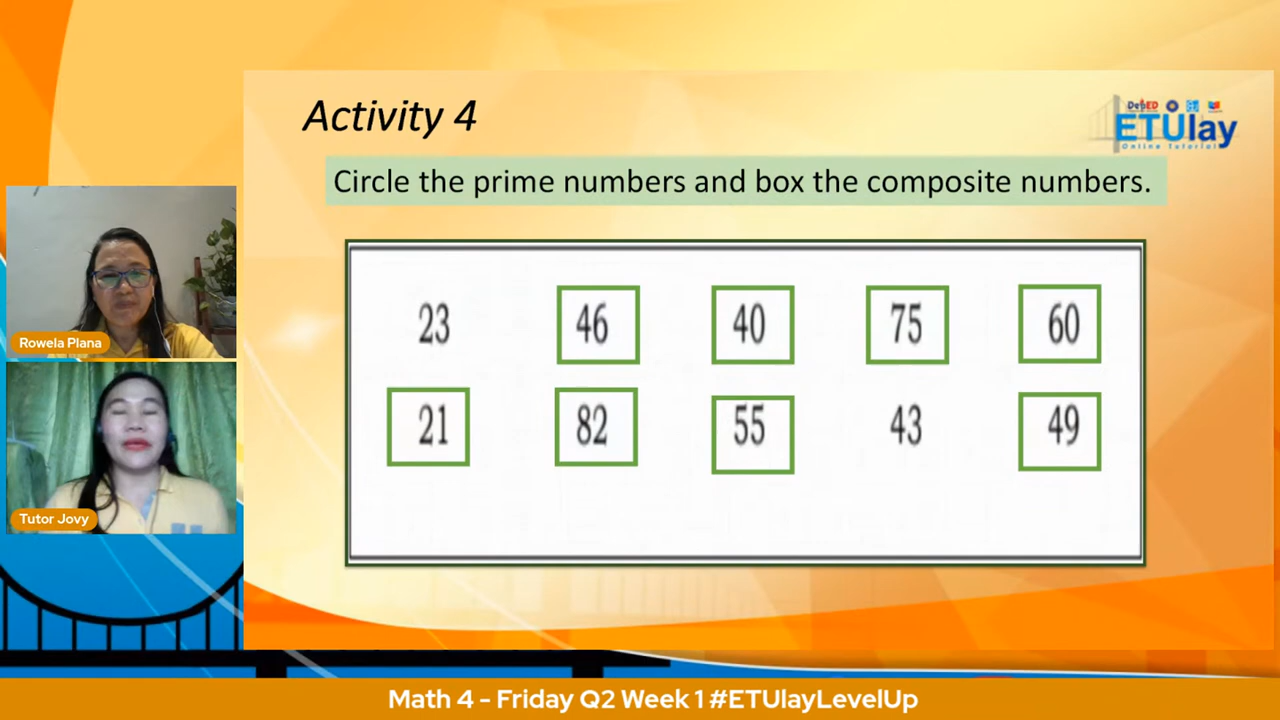 Activity 4
DepED
ETUlay
Online Tutorial
Circle the prime numbers and box the composite numbers.
23 46 40 75 60
21 82 55 43 49
Rowela Plana
Tutor Jovy
Math 4 - Friday Q2 Week 1 #ETUlayLevelUp